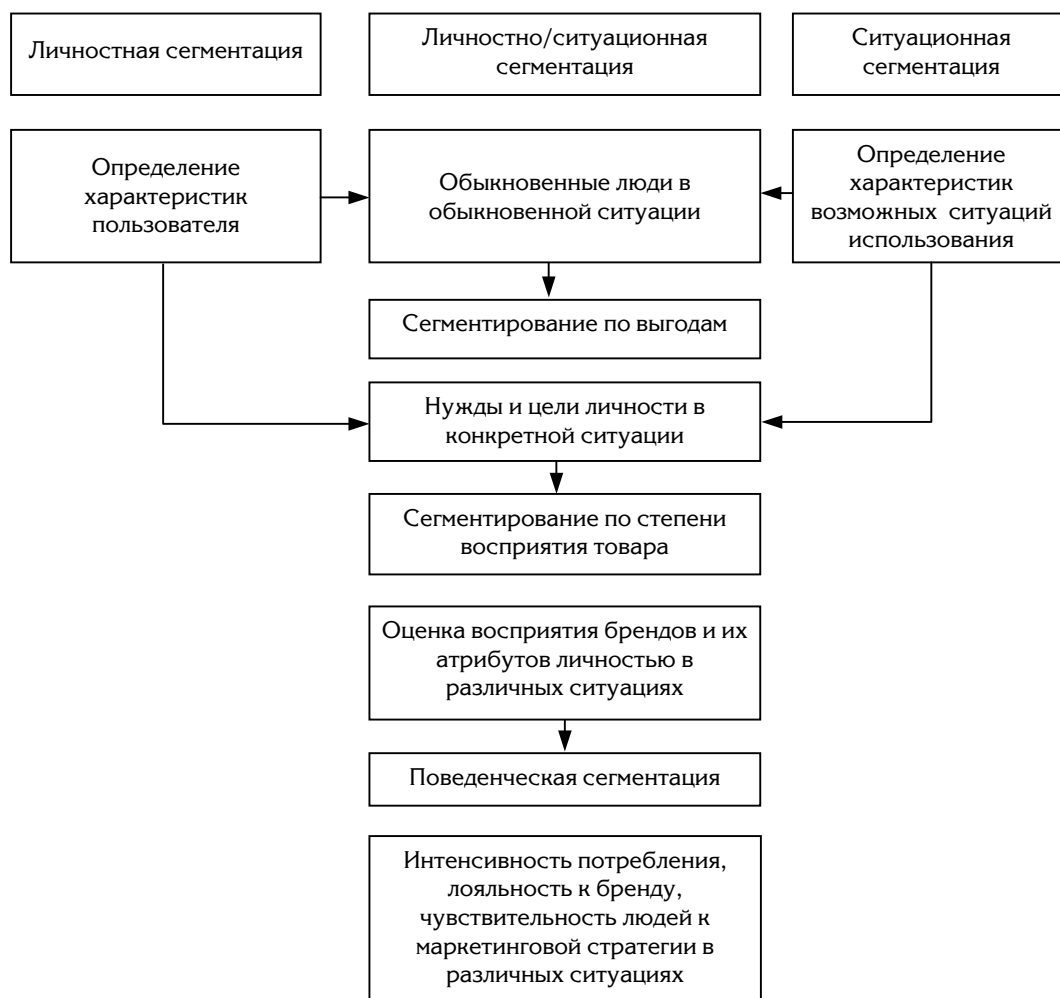 Личностная сегментация
Личностно/ситуационная
сегментация
Ситуационная
сегментация
Определение
характеристик
пользователя
Обыкновенные люди в
обыкновенной ситуации
Определение
характеристик
возможных ситуаций
использования
Сегментирование по выгодам
Нужды и цели личности в
конкретной ситуации
Сегментирование по степени
восприятия товара
Оценка восприятия брендов и их
атрибутов личностью в
различных ситуациях
Поведенческая сегментация
Интенсивность потребления,
лояльность к бренду,
чувствительность людей к
маркетинговой стратегии в
различных ситуациях